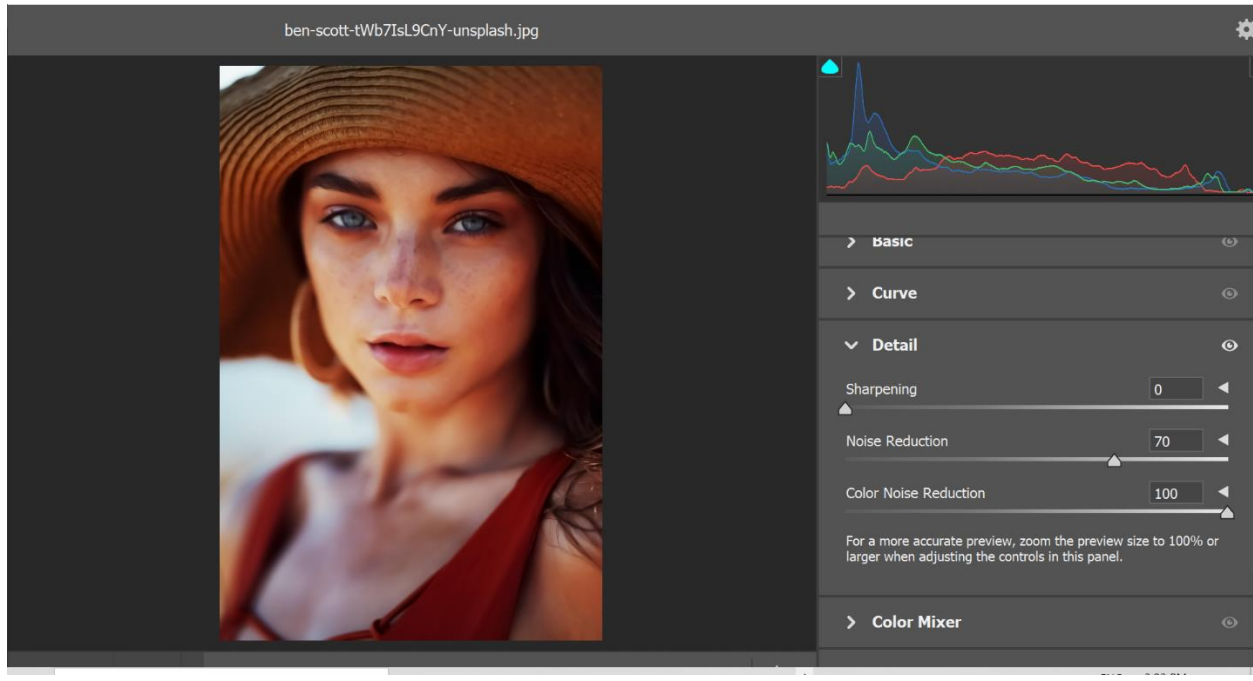 ben-scott-tWb7IsL9CnY-unsplash.jpg
Basic
Curve
Detail
Sharpening 0
Noise Reduction 70
Color Noise Reduction 100
For a more accurate preview, zoom the preview size to 100% or
larger when adjusting the controls in this panel.
Color Mixer